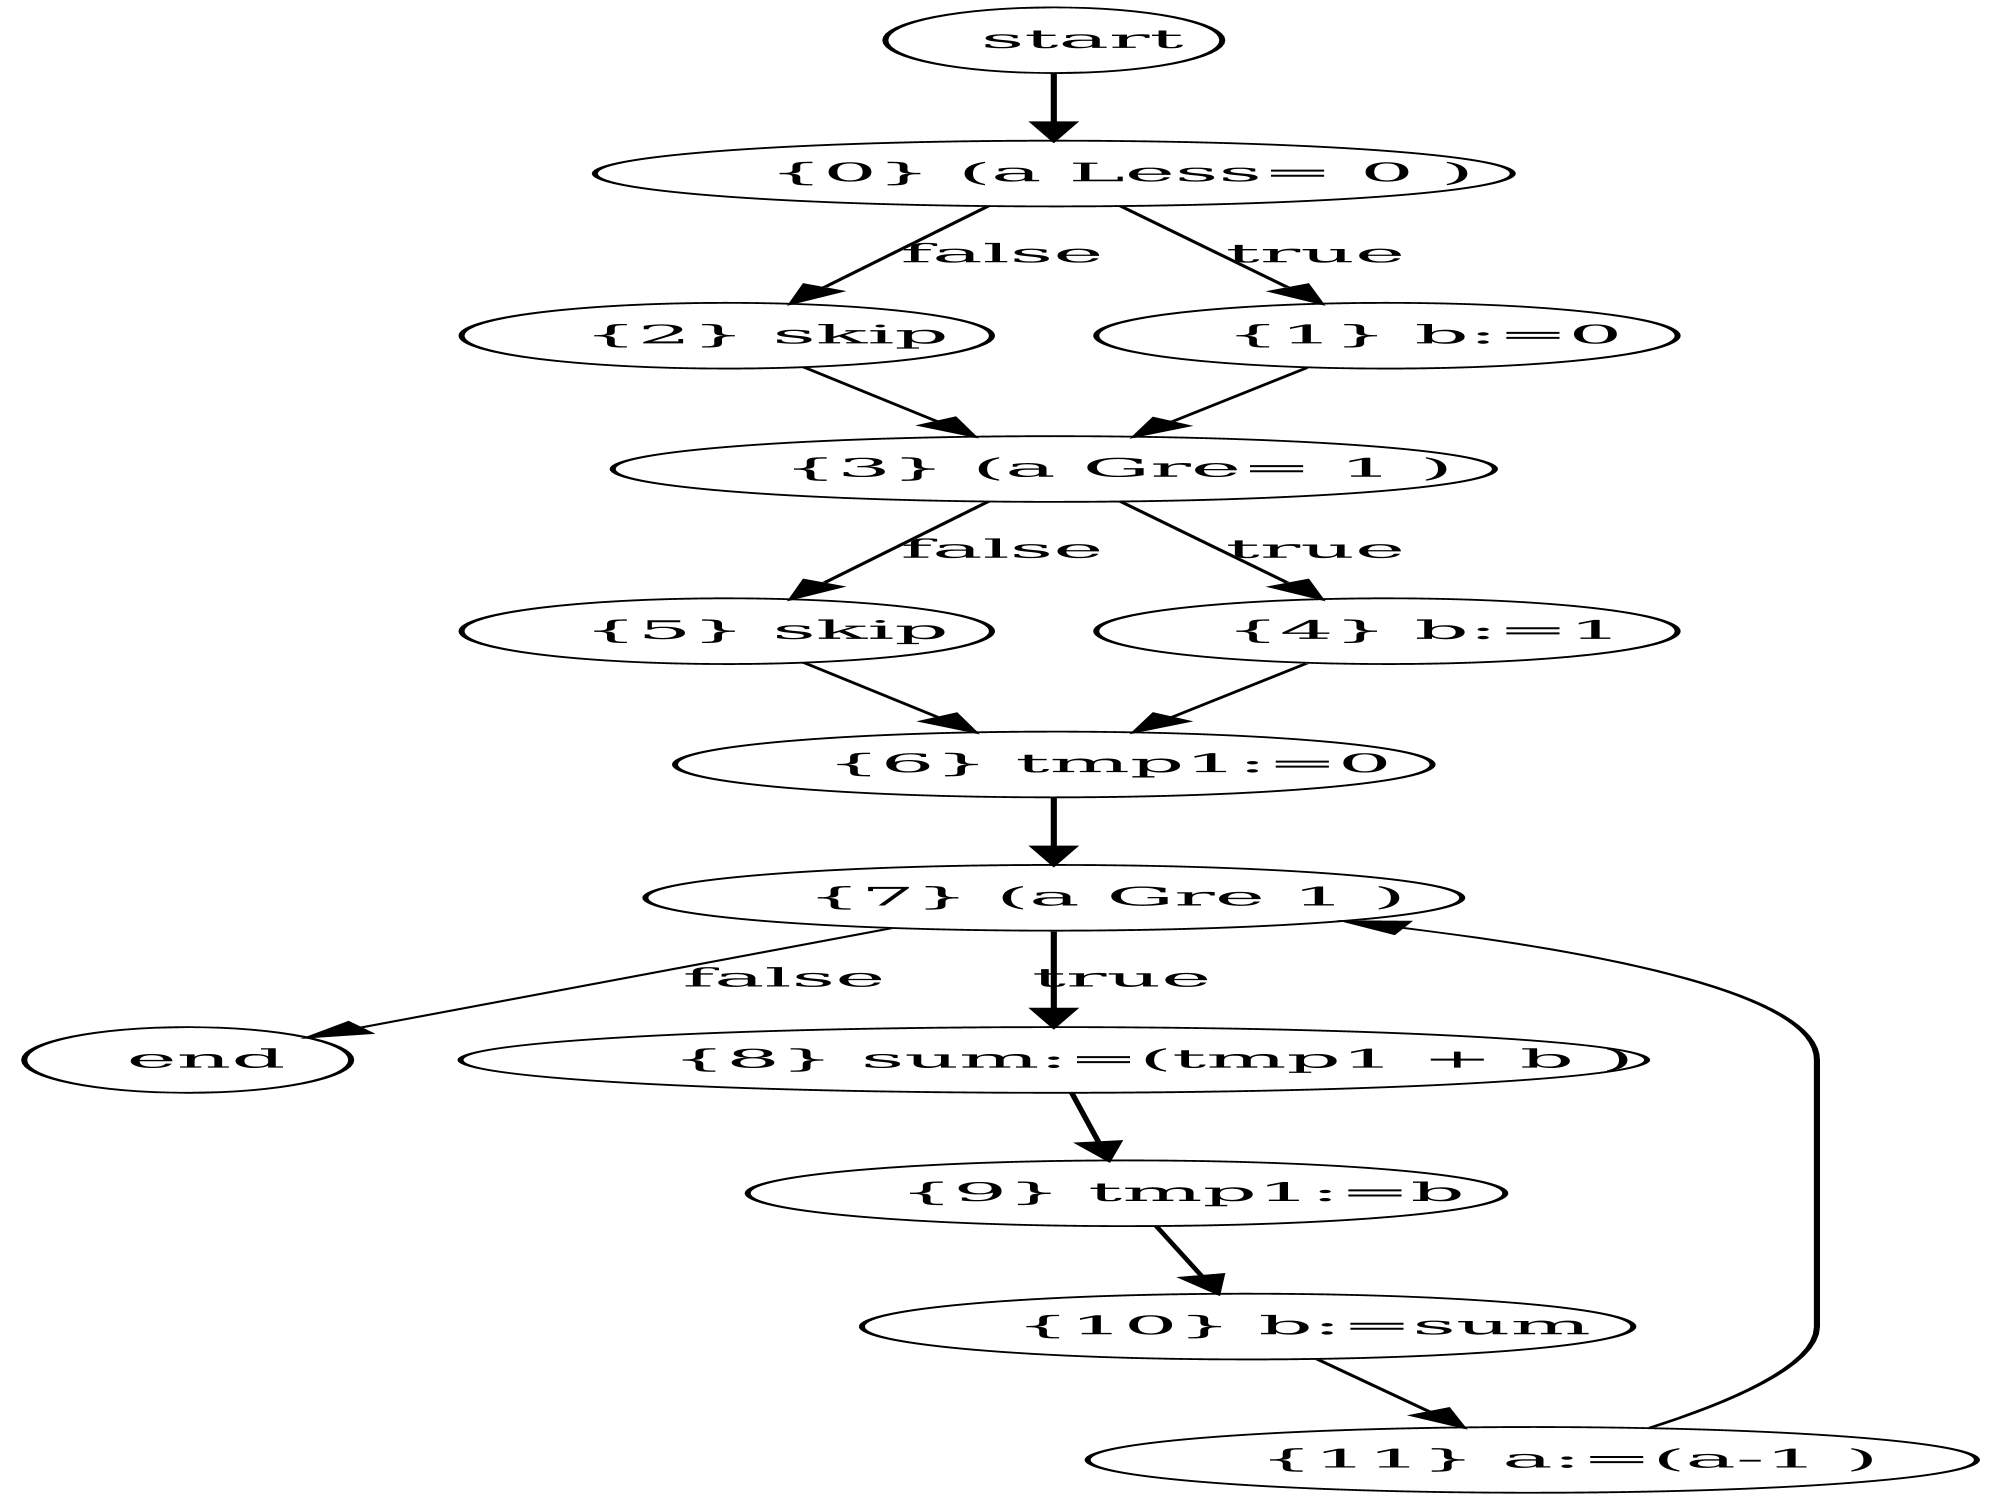 start
{0} (a Less= 0 )
false
true
{2} skip
{1} b:=0
{3} (a Gre= 1 )
false
true
{5} skip
{4} b:=1
{6} tmp1:=0
{7} (a Gre 1 )
false
true
end
{8} sum:=(tmp1 + b )
{9} tmp1:=b
{10} b:=sum
{11} a:=(a-1 )